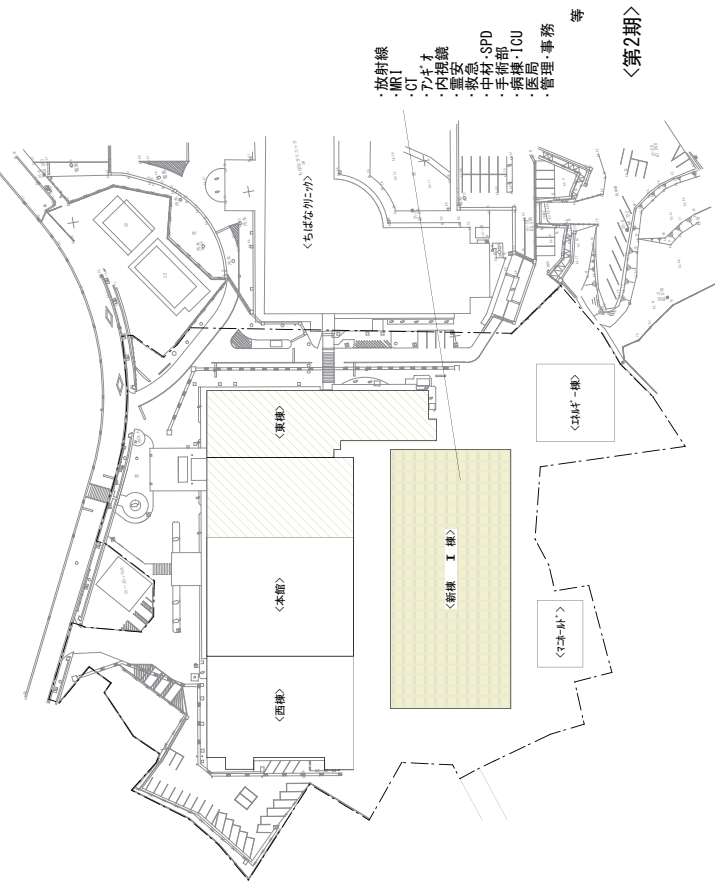 <第2期>
・放射線
・MRI
・CT
・アンギオ
・内視鏡
・霊安
・救急
・中材・SPD
・手術部
・病棟・ICU
・医局
・管理・事務
等
<ちばなクリニック>
<東棟>
<本館>
<西棟>
<新棟 Ⅰ 棟>
<エネルギー棟>
<マニホールド>